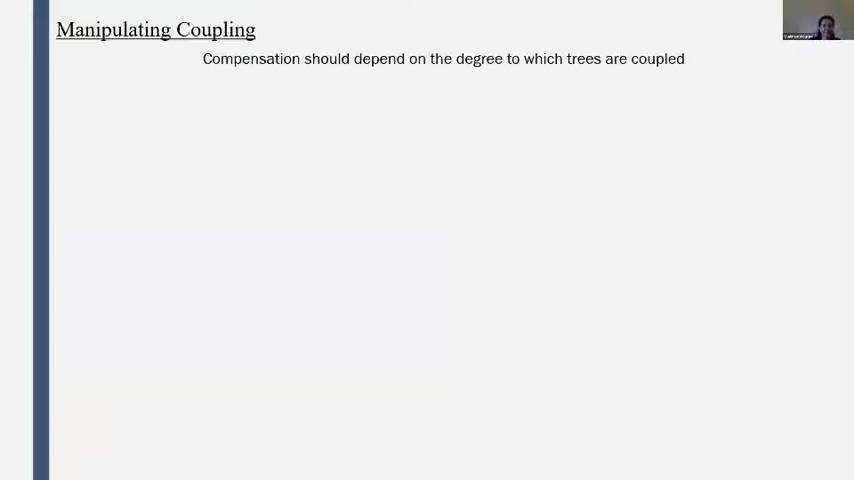 Manipulating Coupling
Compensation should depend on the degree to which trees are coupled